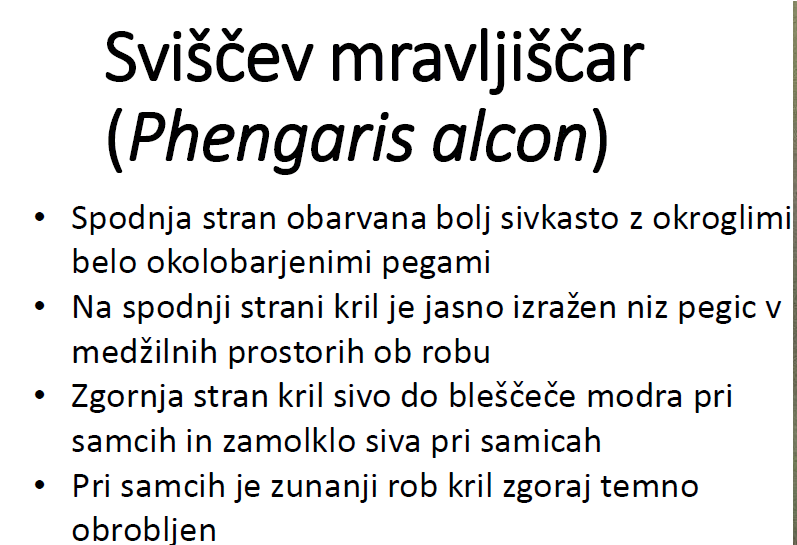 Sviščev mravljiščar
(Phengaris alcon)
• Spodnja stran obarvana bolj sivkasto z okroglimi
belo okolobarjenimi pegami
• Na spodnji strani kril je jasno izražen niz pegic v
medžilnih prostorih ob robu
• Zgornja stran kril sivo do bleščeče modra pri
samcih in zamolklo siva pri samicah
• Pri samcih je zunanji rob kril zgoraj temno
obrobljen